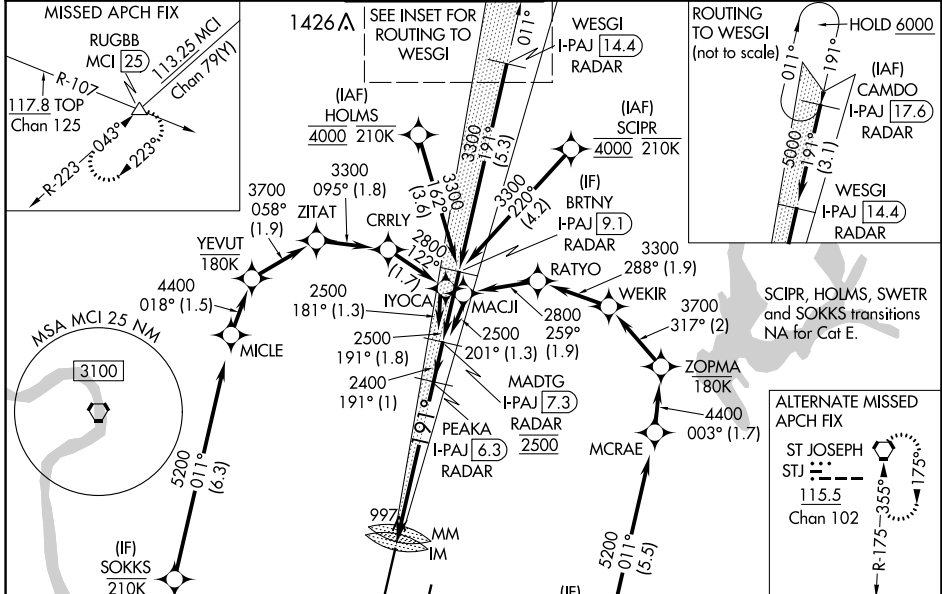 MISSED APCH FIX
RUGBB
MCI 25
113.25 MCI
Chan 79(Y)
R-107
117.8 TOP
Chan 125
R-223
043°
223°
1426
SEE INSET FOR
ROUTING TO
WESGI
011°
WESGI
I-PAJ 14.4
RADAR
ROUTING
TO WESGI
(not to scale)
HOLD 6000
011°
191°
(IAF)
CAMDO
I-PAJ 17.6
RADAR
5000
191°
(3.1)
WESGI
I-PAJ 14.4
RADAR
(IAF)
HOLMS
4000 210K
(IAF)
SCIPR
4000 210K
3300
191°
(5.3)
3300
162°
(3.6)
3300
220°
(4.2)
(IF)
BRTNY
I-PAJ 9.1
RADAR
3300
095° (1.8)
3700
058°
(1.9)
ZITAT
CRRLY
YEVUT
180K
2800
122°
(1.7)
4400
018° (1.5)
MICLE
IYOCA
MACJI
RATYO
3300
288° (1.9)
WEKIR
2500
181° (1.3)
2500
191° (1.8)
2400
191° (1)
2500
201° (1.3)
2800
259°
(1.9)
3700
317° (2)
SCIPR, HOLMS, SWETR
and SOKKS transitions
NA for Cat E.
MADTG
I-PAJ 7.3
RADAR
2500
ZOPMA
180K
4400
003° (1.7)
MCRAE
MSA MCI 25 NM
3100
PEAKA
I-PAJ 6.3
RADAR
191°
5200
011°
(6.3)
5200
011°
(5.5)
997
MM
IM
(IF)
SOKKS
210K
(IF)
ALTERNATE MISSED
APCH FIX
ST JOSEPH
STJ
115.5
Chan 102
R-175
355°
175°